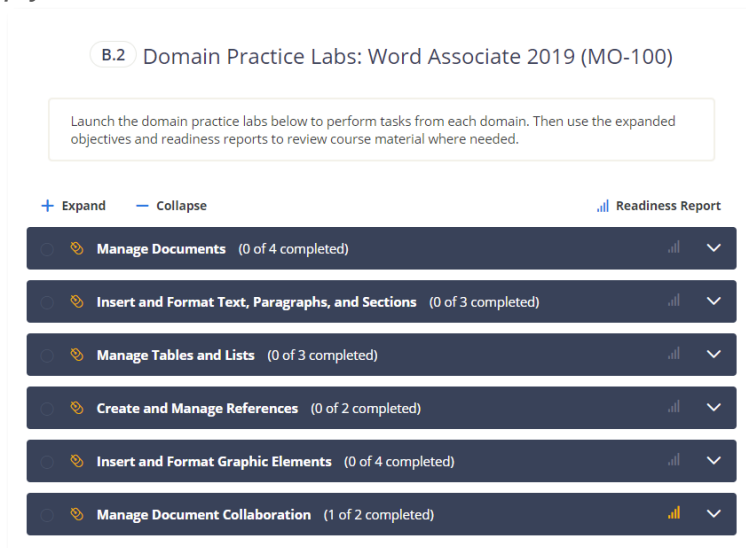 B.2 Domain Practice Labs: Word Associate 2019 (MO-100)
Launch the domain practice labs below to perform tasks from each domain. Then use the expanded
objectives and readiness reports to review course material where needed.
Expand Collapse Readiness Report
Manage Documents (0 of 4 completed)
Insert and Format Text, Paragraphs, and Sections (0 of 3 completed)
Manage Tables and Lists (0 of 3 completed)
Create and Manage References (0 of 2 completed)
Insert and Format Graphic Elements (0 of 4 completed)
Manage Document Collaboration (1 of 2 completed)